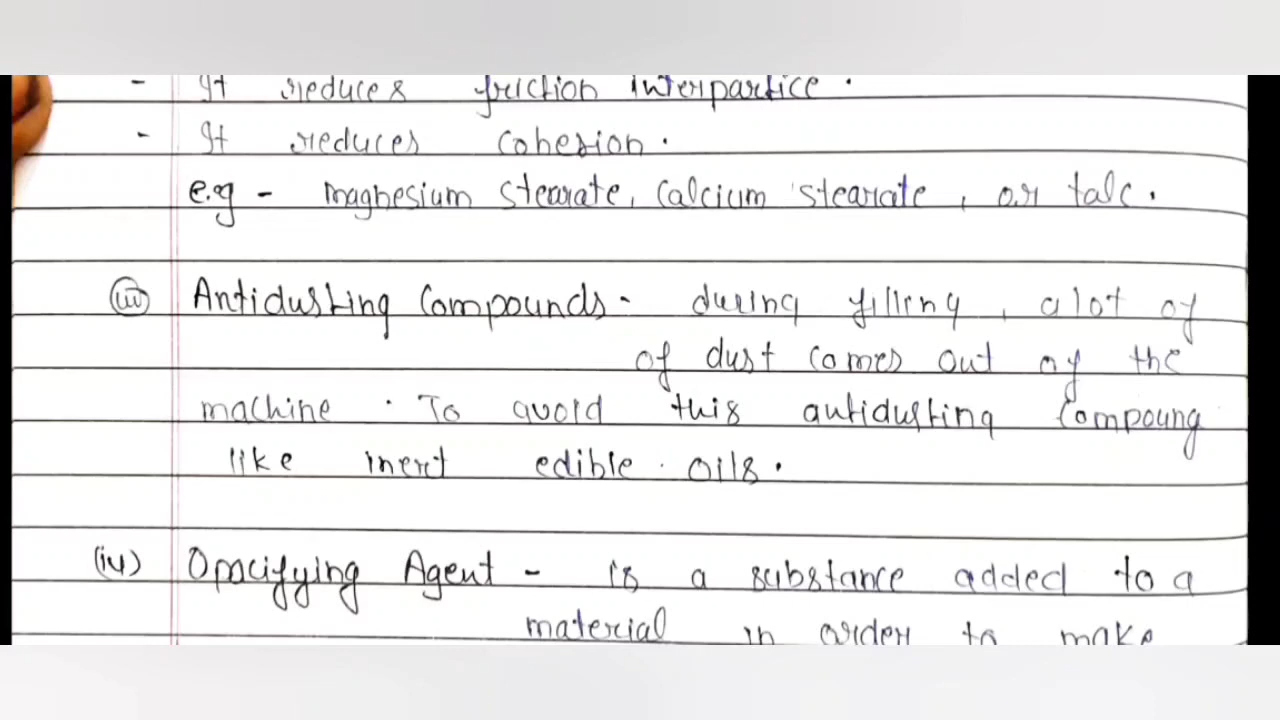 - It reduces friction interpartice.
- It reduces cohesion.
e.g - magnesium stearate, calcium stearate, or talc.
(iii) Antidusting Compounds - during filling, a lot of
of dust comes out of the
machine. To avoid this antidusting compoung
like inert edible oils.
(iv) Opacifying Agent - is a substance added to a
material in order to make